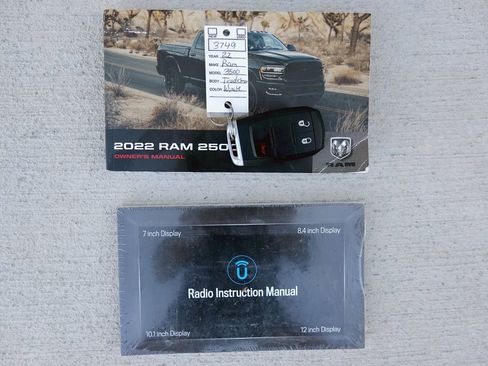 3749
YEAR 22
MAKE Ram
MODEL 3500
BODY Tradesman
COLOR White
2022 RAM 250
OWNER'S MANUAL
RAM
7 inch Display
8.4 inch Display
Radio Instruction Manual
10.1 inch Display
12 inch Display